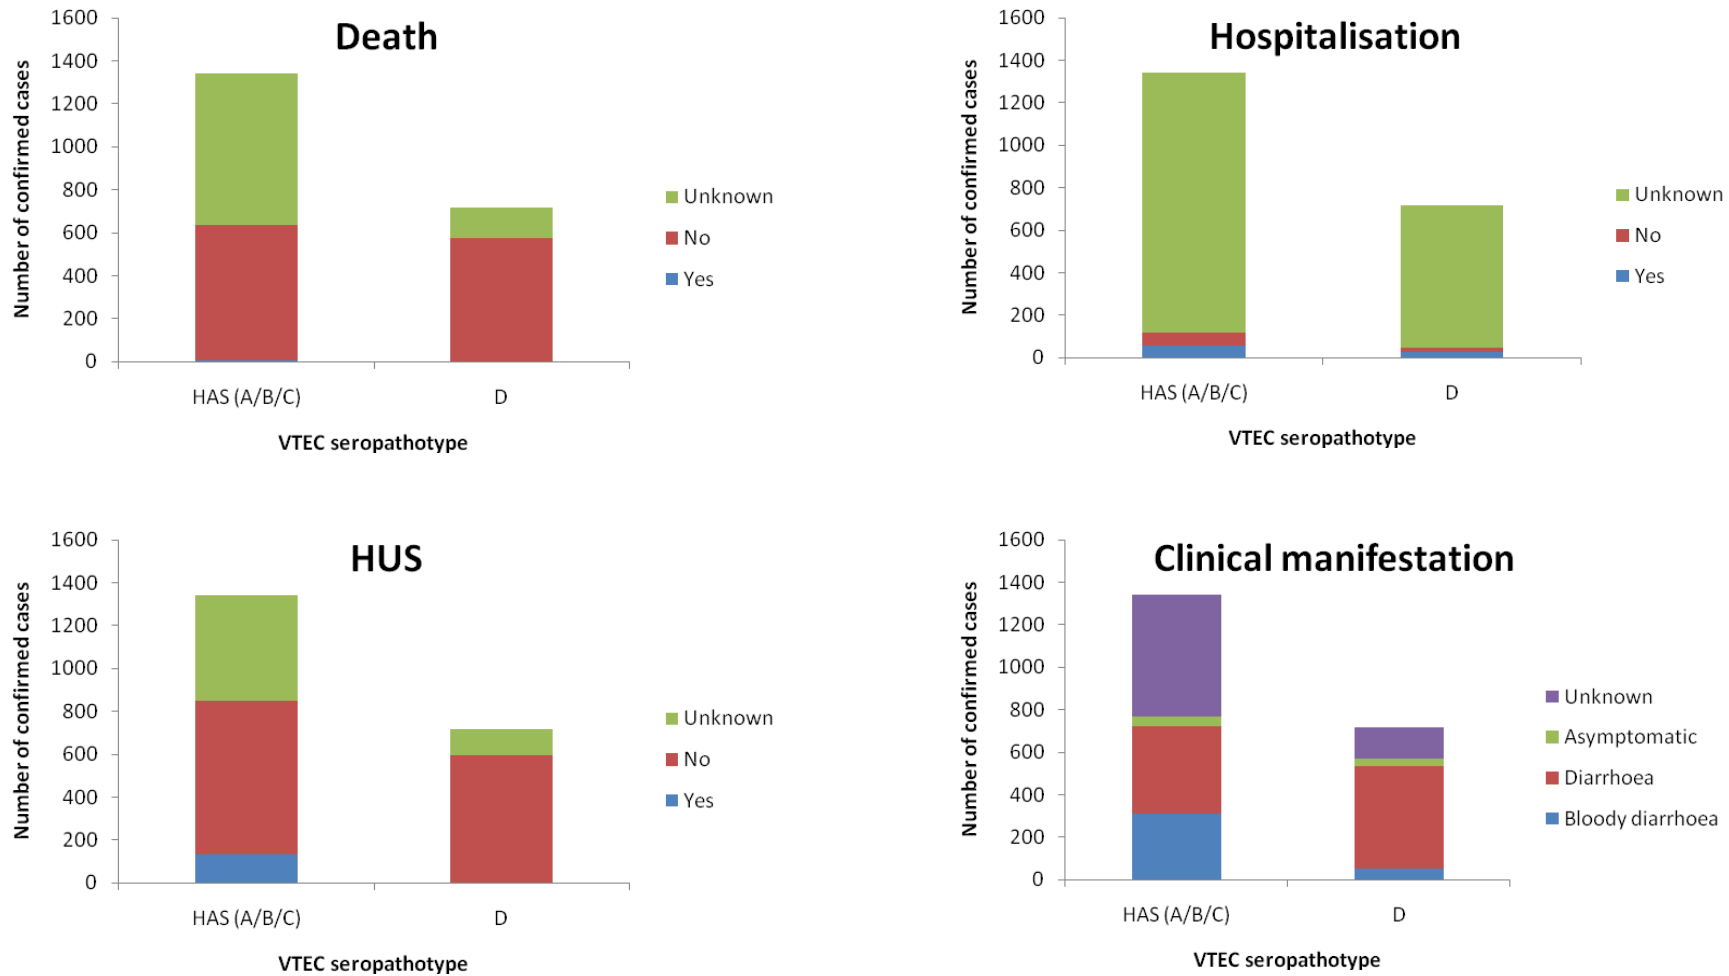 Death
1600
1400
1200
1000
800
600
400
200
0
Number of confirmed cases
HAS (A/B/C)
D
VTEC seropathotype
Unknown
No
Yes
Hospitalisation
1600
1400
1200
1000
800
600
400
200
0
Number of confirmed cases
HAS (A/B/C)
D
VTEC seropathotype
Unknown
No
Yes
HUS
1600
1400
1200
1000
800
600
400
200
0
Number of confirmed cases
HAS (A/B/C)
D
VTEC seropathotype
Unknown
No
Yes
Clinical manifestation
1600
1400
1200
1000
800
600
400
200
0
Number of confirmed cases
HAS (A/B/C)
D
VTEC seropathotype
Unknown
Asymptomatic
Diarrhoea
Bloody diarrhoea